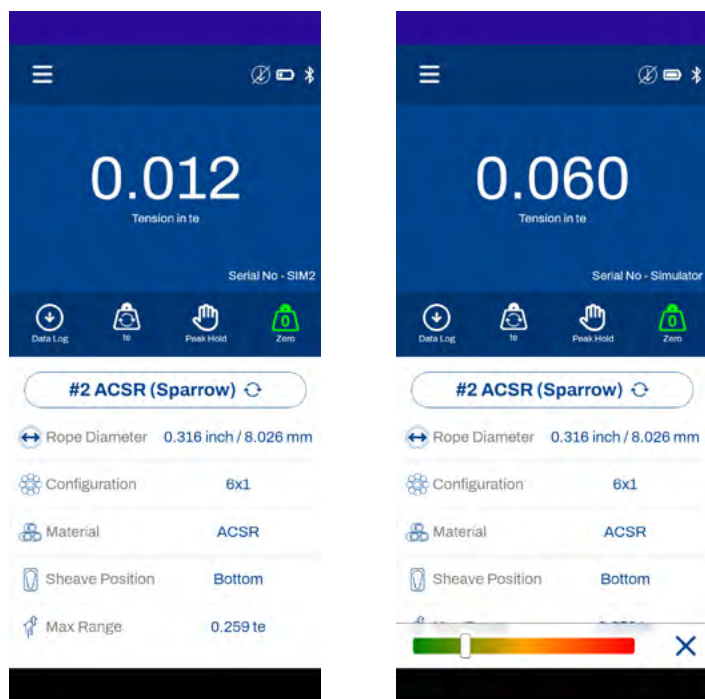 0.012
Tension in te
Serial No - SIM2
Data Log
te
Peak Hold
0
Zero
#2 ACSR (Sparrow)
Rope Diameter 0.316 inch / 8.026 mm
Configuration 6x1
Material ACSR
Sheave Position Bottom
Max Range 0.259 te
0.060
Tension in te
Serial No - Simulator
Data Log
te
Peak Hold
0
Zero
#2 ACSR (Sparrow)
Rope Diameter 0.316 inch / 8.026 mm
Configuration 6x1
Material ACSR
Sheave Position Bottom